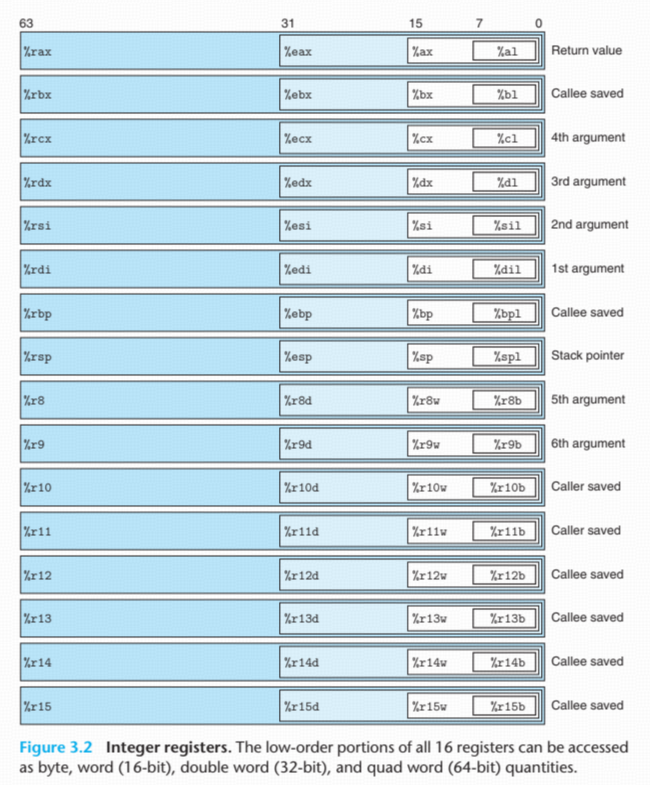 63 31 15 7 0
%rax %eax %ax %al Return value
%rbx %ebx %bx %bl Callee saved
%rcx %ecx %cx %cl 4th argument
%rdx %edx %dx %dl 3rd argument
%rsi %esi %si %sil 2nd argument
%rdi %edi %di %dil 1st argument
%rbp %ebp %bp %bpl Callee saved
%rsp %esp %sp %spl Stack pointer
%r8 %r8d %r8w %r8b 5th argument
%r9 %r9d %r9w %r9b 6th argument
%r10 %r10d %r10w %r10b Caller saved
%r11 %r11d %r11w %r11b Caller saved
%r12 %r12d %r12w %r12b Callee saved
%r13 %r13d %r13w %r13b Callee saved
%r14 %r14d %r14w %r14b Callee saved
%r15 %r15d %r15w %r15b Callee saved
Figure 3.2 Integer registers. The low-order portions of all 16 registers can be accessed
as byte, word (16-bit), double word (32-bit), and quad word (64-bit) quantities.